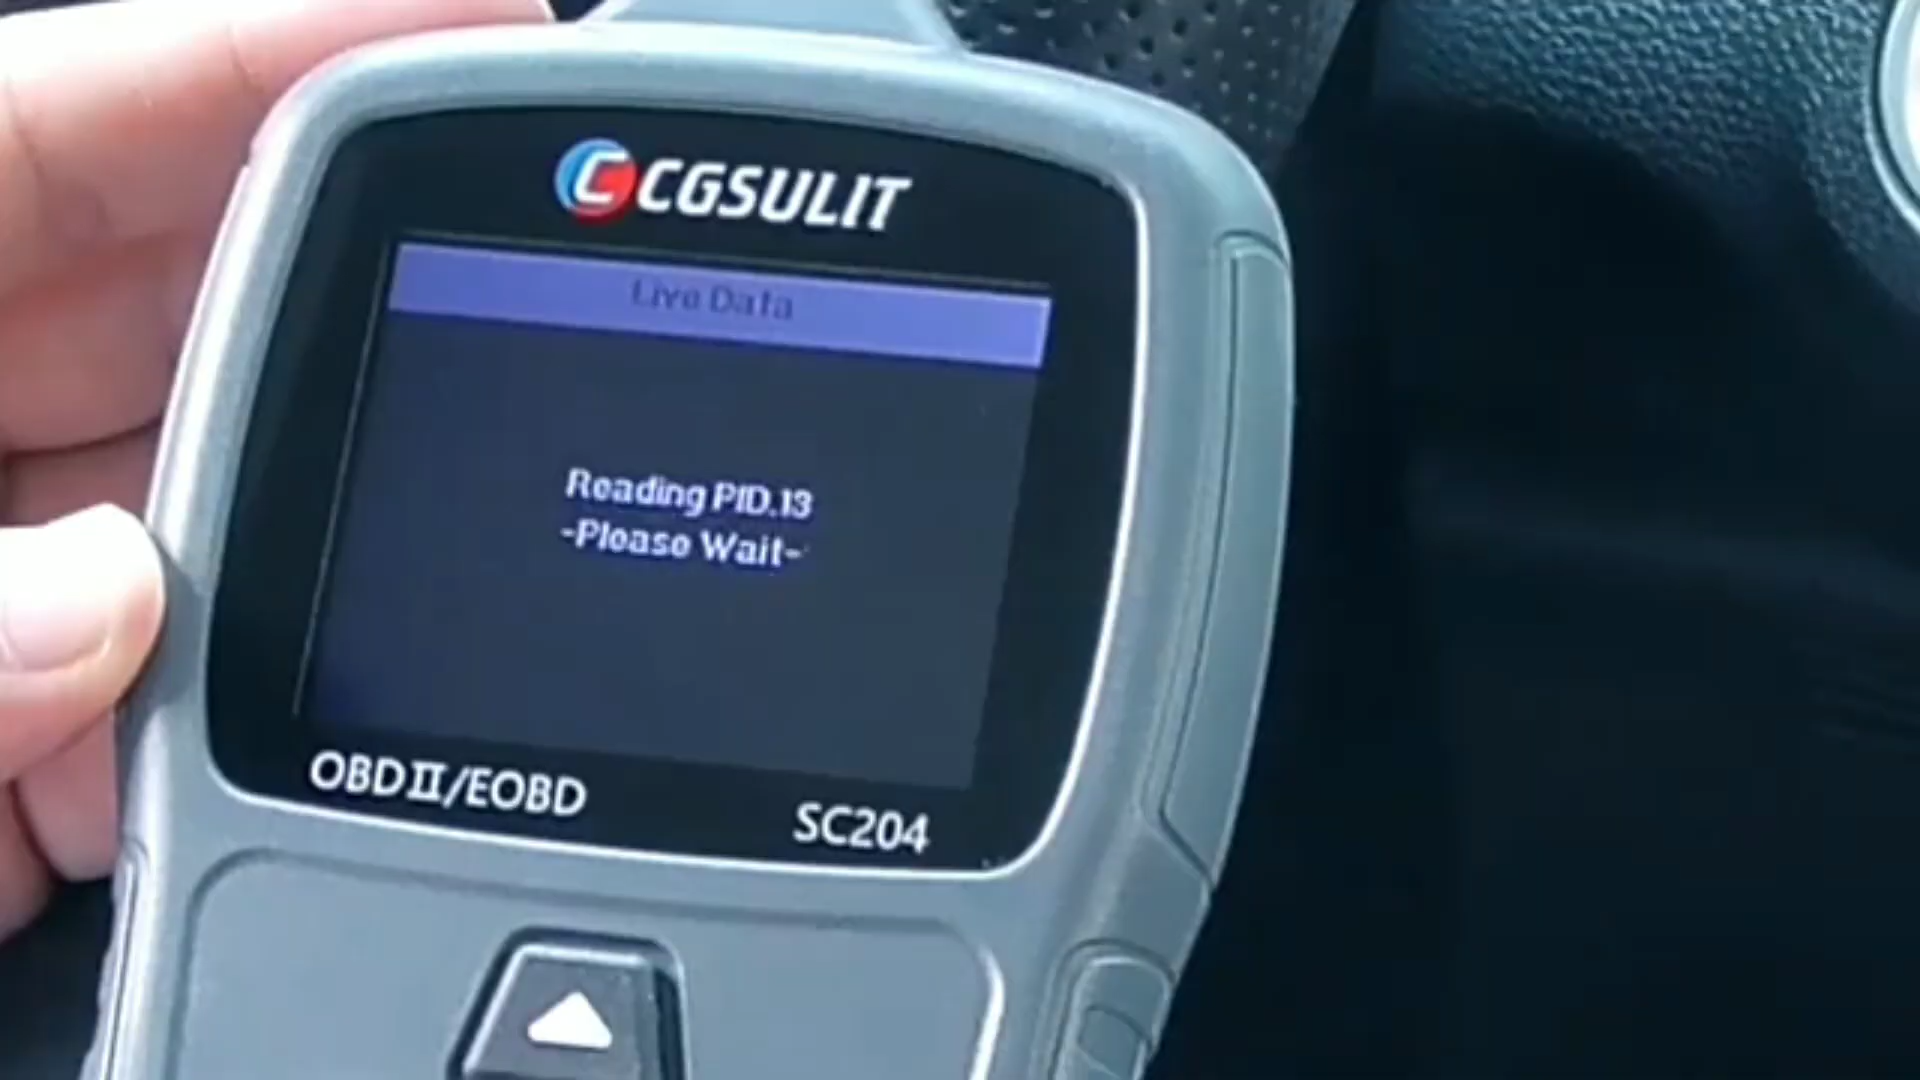 CGSULIT
Live Data
Reading PID.13
-Please Wait-
OBDII/EOBD
SC204